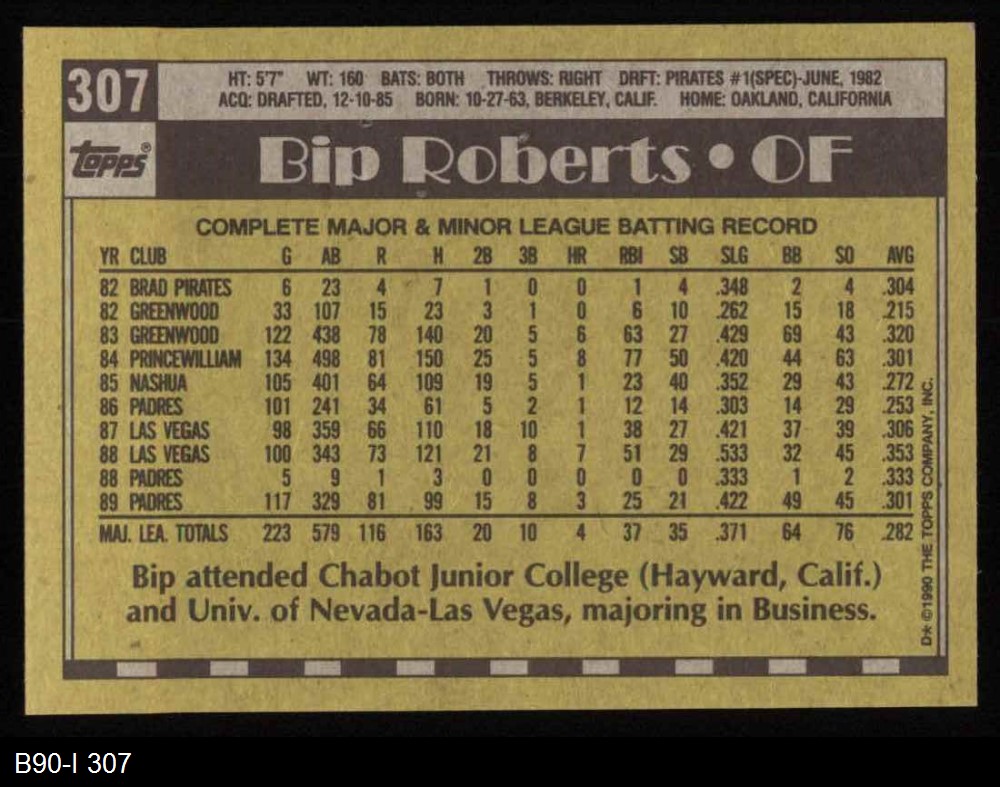 307
HT: 5'7" WT: 160 BATS: BOTH THROWS: RIGHT DRFT: PIRATES #1(SPEC)-JUNE, 1982
ACQ: DRAFTED, 12-10-85 BORN: 10-27-63, BERKELEY, CALIF. HOME: OAKLAND, CALIFORNIA
Topps®
Bip Roberts • OF
COMPLETE MAJOR & MINOR LEAGUE BATTING RECORD
YR CLUB G AB R H 2B 3B HR RBI SB SLG BB SO AVG
82 BRAD PIRATES 6 23 4 7 1 0 0 1 4 .348 2 4 .304
82 GREENWOOD 33 107 15 23 3 1 0 6 10 .262 15 18 .215
83 GREENWOOD 122 438 78 140 20 5 6 63 27 .429 69 43 .320
84 PRINCEWILLIAM 134 498 81 150 25 5 8 77 50 .420 44 63 .301
85 NASHUA 105 401 64 109 19 5 1 23 40 .352 29 43 .272
86 PADRES 101 241 34 61 5 2 1 12 14 .303 14 29 .253
87 LAS VEGAS 98 359 66 110 18 10 1 38 27 .421 37 39 .306
88 LAS VEGAS 100 343 73 121 21 8 7 51 29 .533 32 45 .353
88 PADRES 5 9 1 3 0 0 0 0 0 .333 1 2 .333
89 PADRES 117 329 81 99 15 8 3 25 21 .422 49 45 .301
MAJ. LEA. TOTALS 223 579 116 163 20 10 4 37 35 .371 64 76 .282
Bip attended Chabot Junior College (Hayward, Calif.)
and Univ. of Nevada-Las Vegas, majoring in Business.
D* ©1990 THE TOPPS COMPANY, INC.
B90-I 307